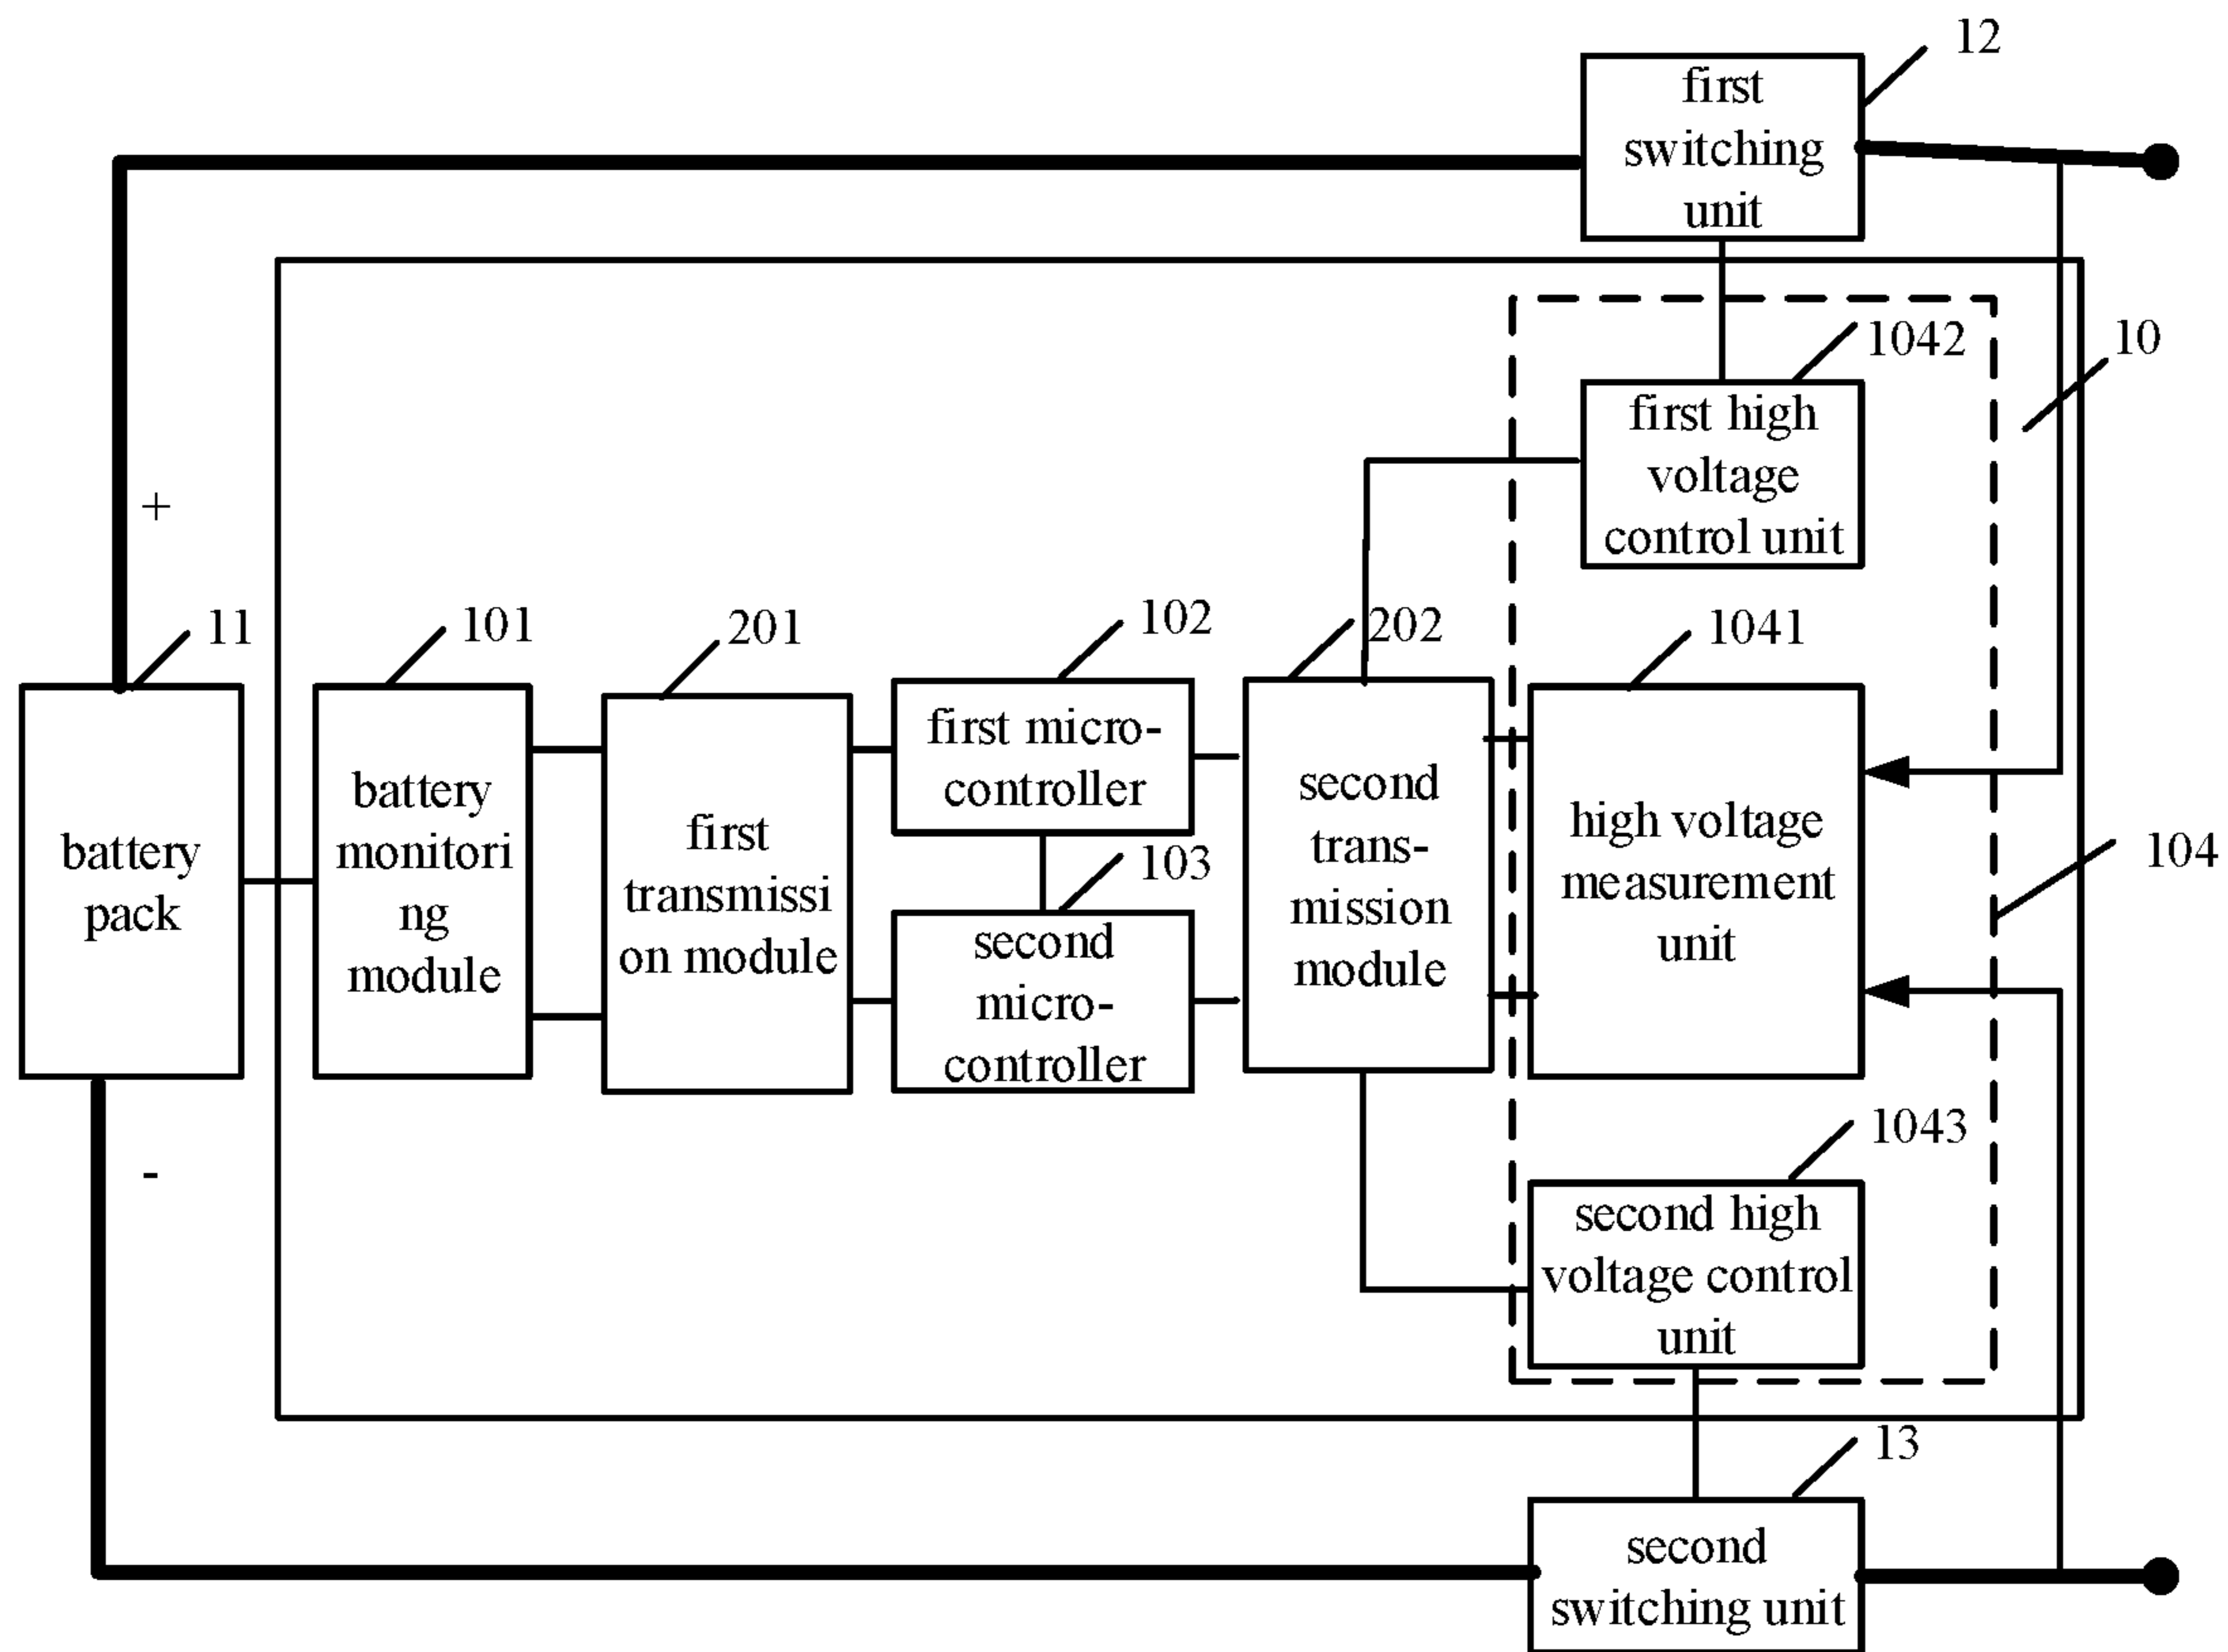 12
first
switching
unit
10
1042
first high
voltage
control unit
+
11
101
201
102
202
1041
battery
pack
battery
monitori
ng
module
first
transmissi
on module
first micro-
controller
103
second
micro-
controller
second
trans-
mission
module
high voltage
measurement
unit
104
1043
second high
voltage control
unit
-
13
second
switching unit